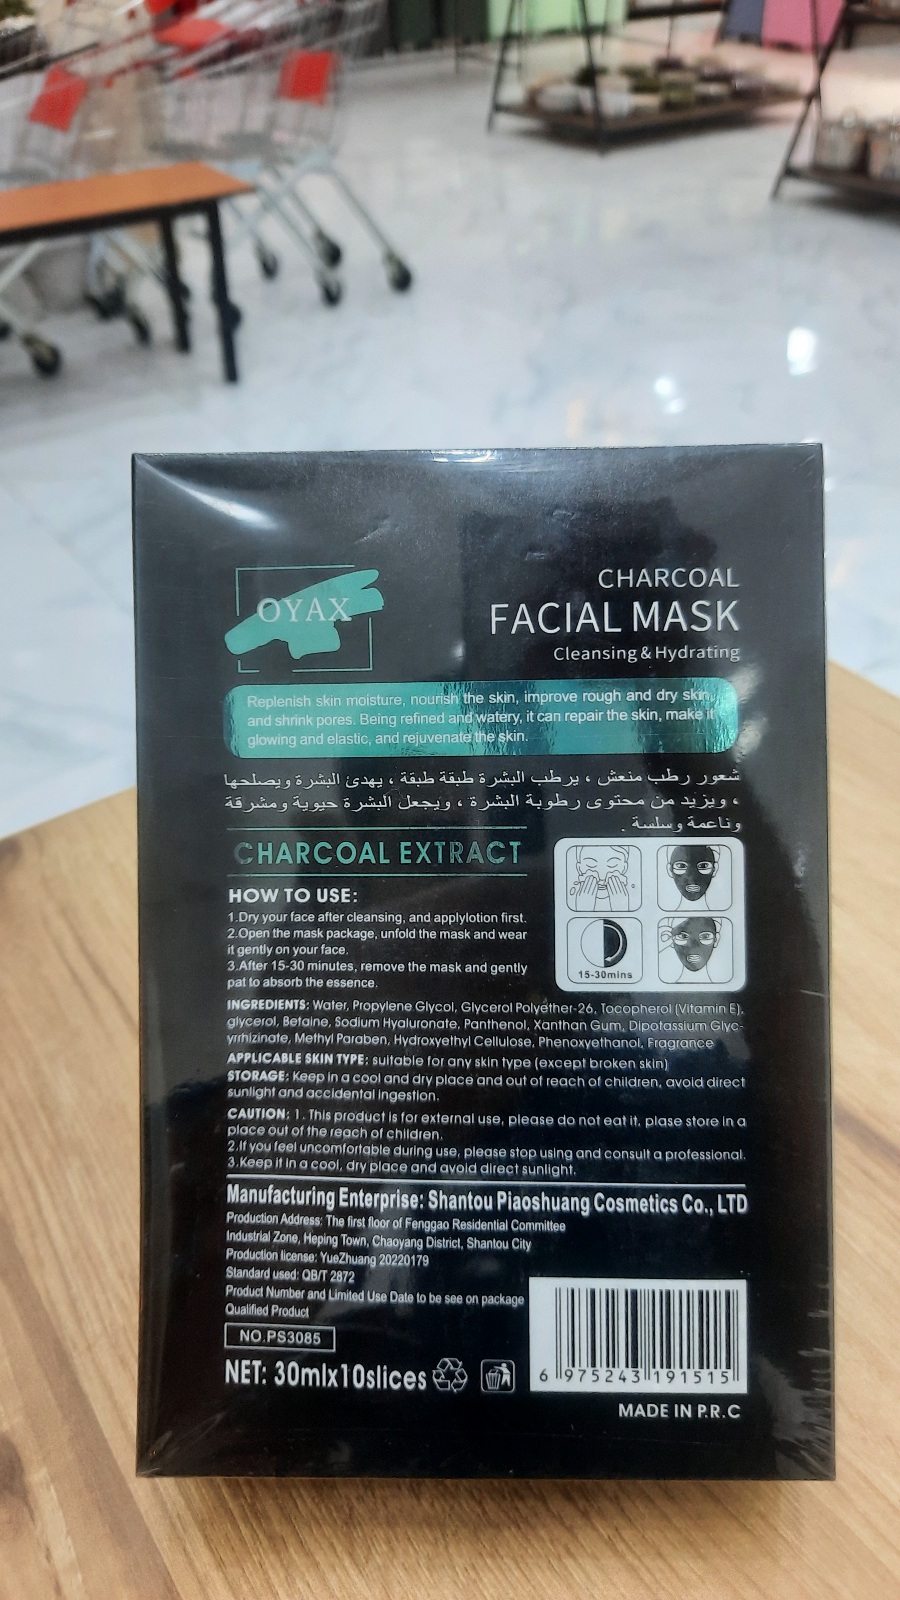 OYAX
CHARCOAL
FACIAL MASK
Cleansing & Hydrating
Replenish skin moisture, nourish the skin, improve rough and dry skin,
and shrink pores. Being refined and watery, it can repair the skin, make it
glowing and elastic, and rejuvenate the skin.
شعور رطب منعش ، يرطب البشرة طبقة طبقة ، يهدئ البشرة ويصلحها
، ويزيد من محتوى رطوبة البشرة ، ويجعل البشرة حيوية ومشرقة
وناعمة وسلسة .
CHARCOAL EXTRACT
HOW TO USE:
1.Dry your face after cleansing, and applylotion first.
2.Open the mask package, unfold the mask and wear
it gently on your face.
3.After 15-30 minutes, remove the mask and gently
pat to absorb the essence.
15-30mins
INGREDIENTS: Water, Propylene Glycol, Glycerol Polyether-26, Tocopherol (Vitamin E),
glycerol, Betaine, Sodium Hyaluronate, Panthenol, Xanthan Gum, Dipotassium Glyc-
yrrhizinate, Methyl Paraben, Hydroxyethyl Cellulose, Phenoxyethanol, Fragrance
APPLICABLE SKIN TYPE: suitable for any skin type (except broken skin)
STORAGE: Keep in a cool and dry place and out of reach of children, avoid direct
sunlight and accidental ingestion.
CAUTION: 1. This product is for external use, please do not eat it, plase store in a
place out of the reach of children.
2.If you feel uncomfortable during use, please stop using and consult a professional.
3.Keep it in a cool, dry place and avoid direct sunlight.
Manufacturing Enterprise: Shantou Piaoshuang Cosmetics Co., LTD
Production Address: The first floor of Fenggao Residential Committee
Industrial Zone, Heping Town, Chaoyang District, Shantou City
Production license: YueZhuang 20220179
Standard used: QB/T 2872
Product Number and Limited Use Date to be see on package
Qualified Product
NO.PS3085
NET: 30mlx10slices
6 975243 191515
MADE IN P.R.C